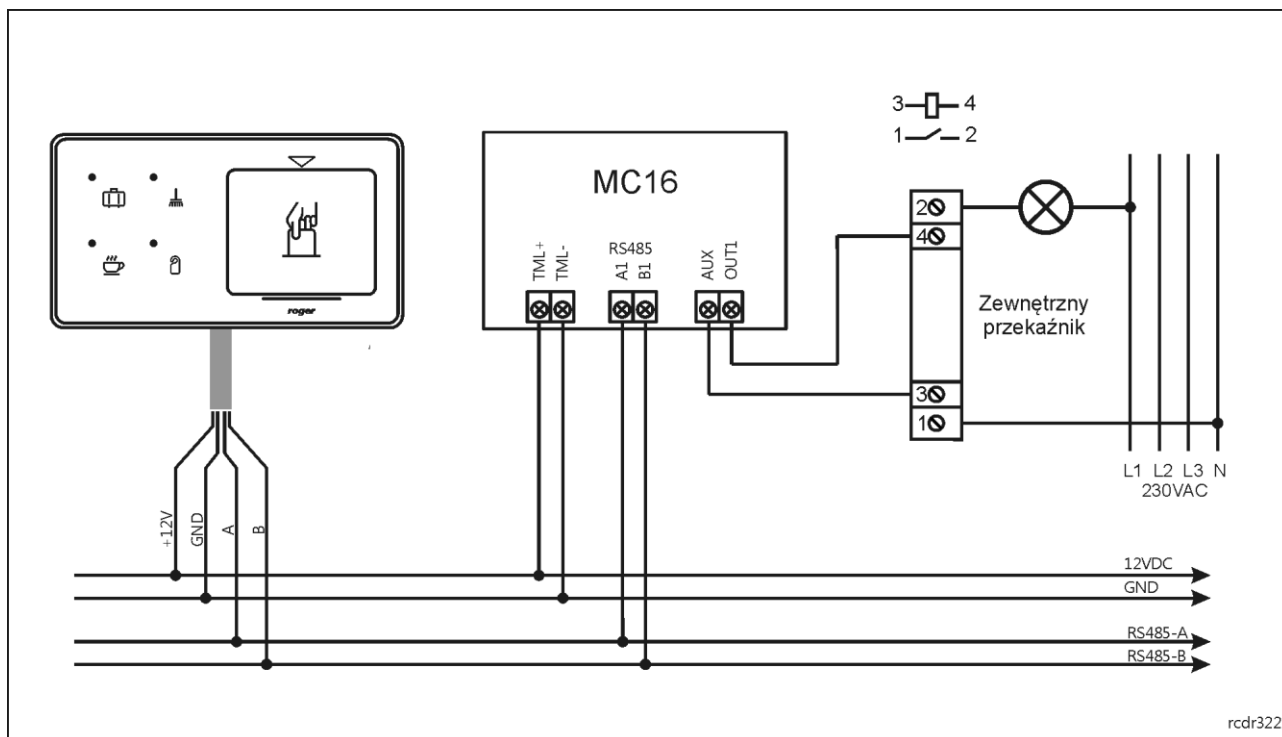 3 4
1 2
MC16
TML+
TML-
RS485
A1
B1
AUX
OUT1
2
4
Zewnętrzny
przekaźnik
3
1
roger
L1 L2 L3 N
230VAC
+12V
GND
A
B
12VDC
GND
RS485-A
RS485-B
rcdr322